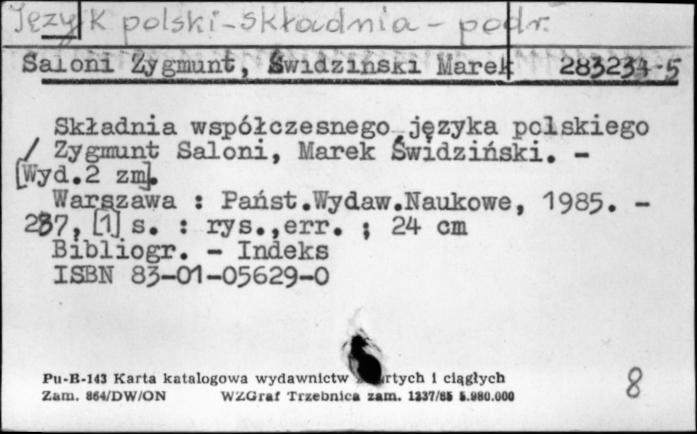 Język polski - składnia - podr.
Saloni Zygmunt, Świdziński Marek 283234-5
Składnia współczesnego języka polskiego
/ Zygmunt Saloni, Marek Świdziński. -
[Wyd.2 zm].
Warszawa : Państ.Wydaw.Naukowe, 1985. -
287, [1] s. : rys.,err. ; 24 cm
Bibliogr. - Indeks
ISBN 83-01-05629-0
Pu-B-143 Karta katalogowa wydawnictw i ciągłych
Zam. 864/DW/ON WZGraf Trzebnica zam. 1337/85 5.980.000
8